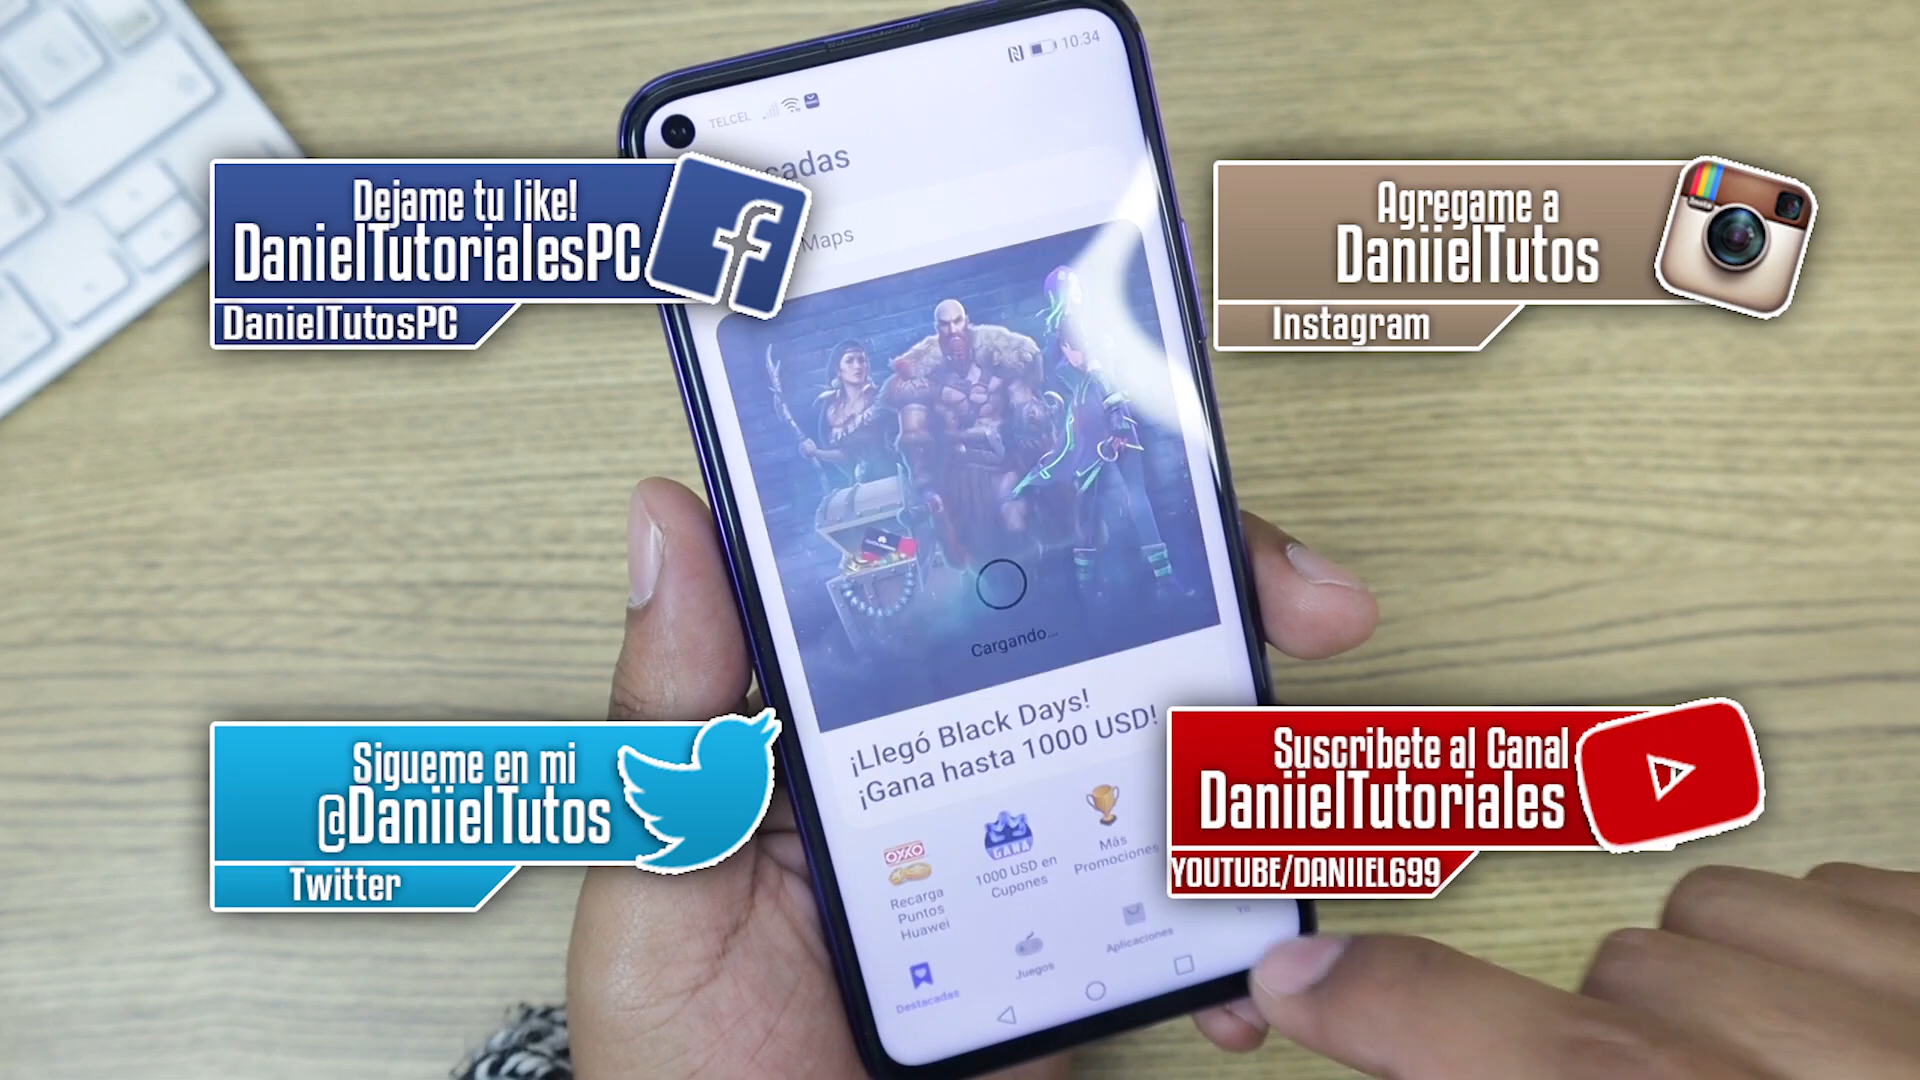 10:34
TELCEL
cadas
Maps
Dejame tu like!
DanielTutorialesPC
DanielTutosPC
Agregame a
DaniielTutos
Instagram
Cargando...
¡Llegó Black Days!
¡Gana hasta 1000 USD!
Sigueme en mi
@DaniielTutos
Twitter
Suscribete al Canal
DaniielTutoriales
YOUTUBE/DANIIEL699
OXXO
Recarga
Puntos
Huawei
GANA
1000 USD en
Cupones
Más
Promociones
Destacadas
Juegos
Aplicaciones
Yo